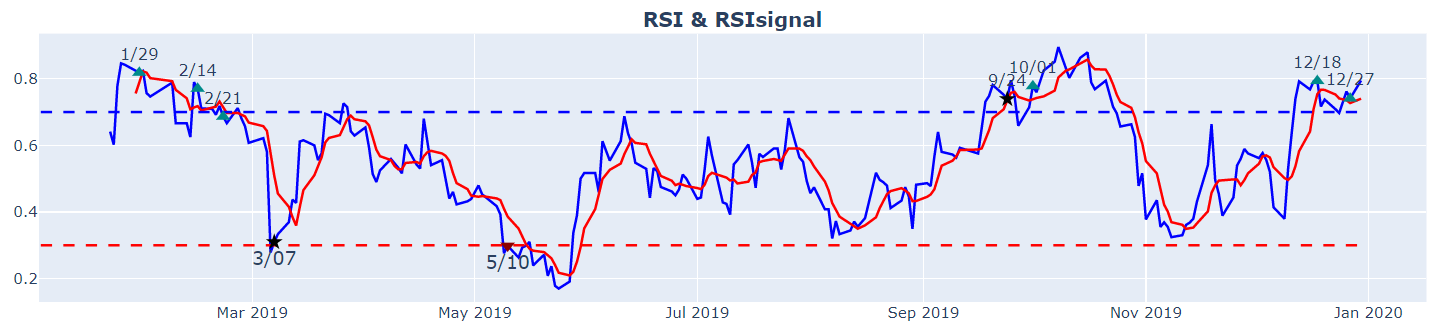 RSI & RSIsignal
1/29
2/14
2/21
3/07
5/10
9/24
10/01
12/18
12/27
0.8
0.6
0.4
0.2
Mar 2019
May 2019
Jul 2019
Sep 2019
Nov 2019
Jan 2020